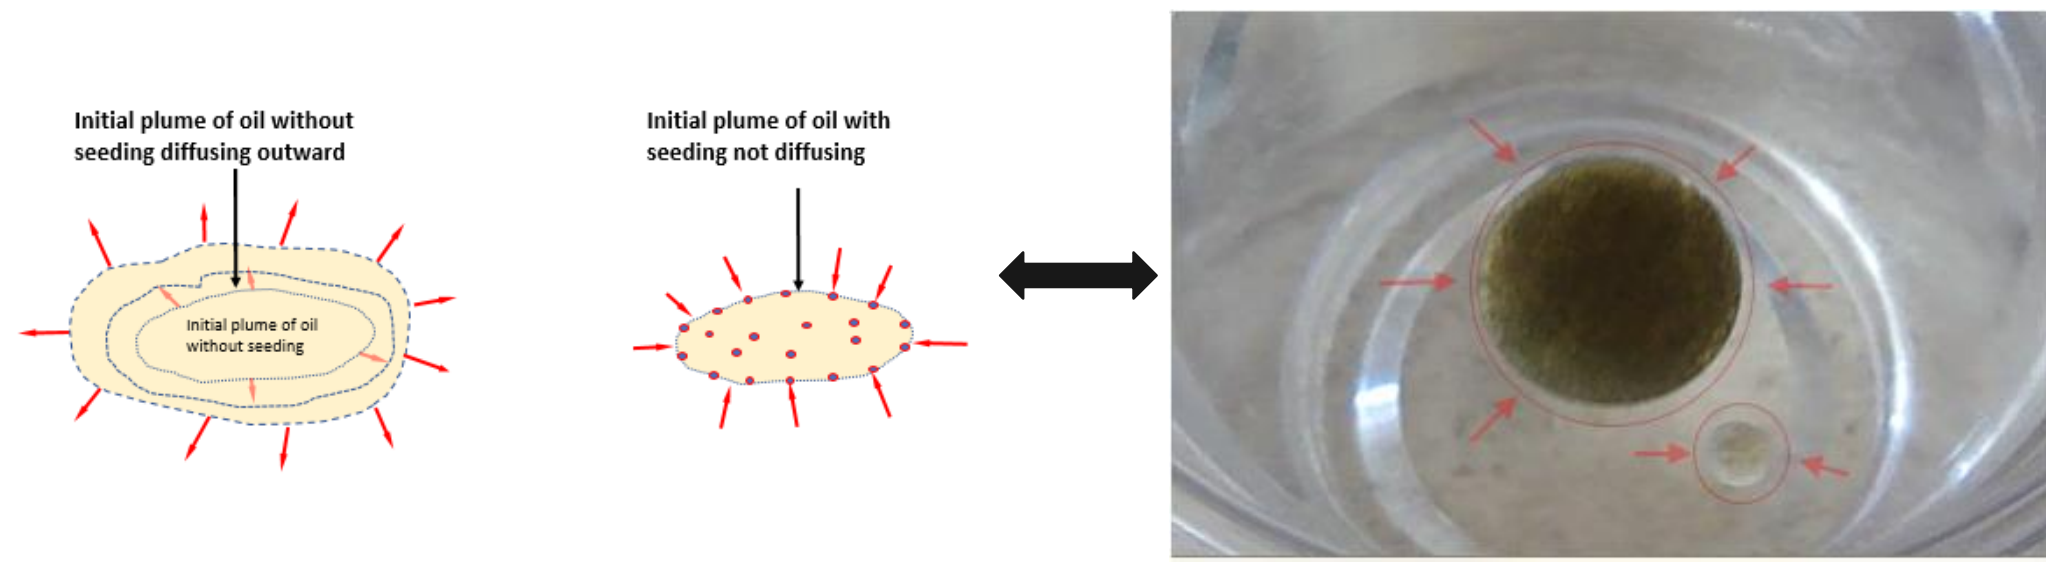 Initial plume of oil without
seeding diffusing outward
Initial plume of oil
without seeding
Initial plume of oil with
seeding not diffusing